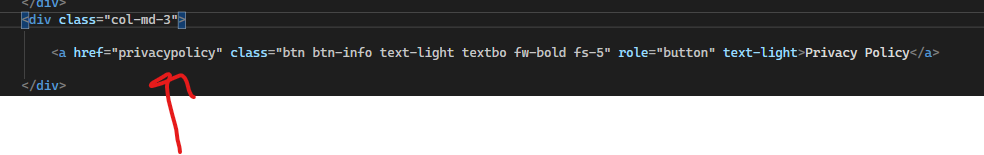 </div>
<div class="col-md-3">
<a href="privacypolicy" class="btn btn-info text-light textbo fw-bold fs-5" role="button" text-light>Privacy Policy</a>
</div>